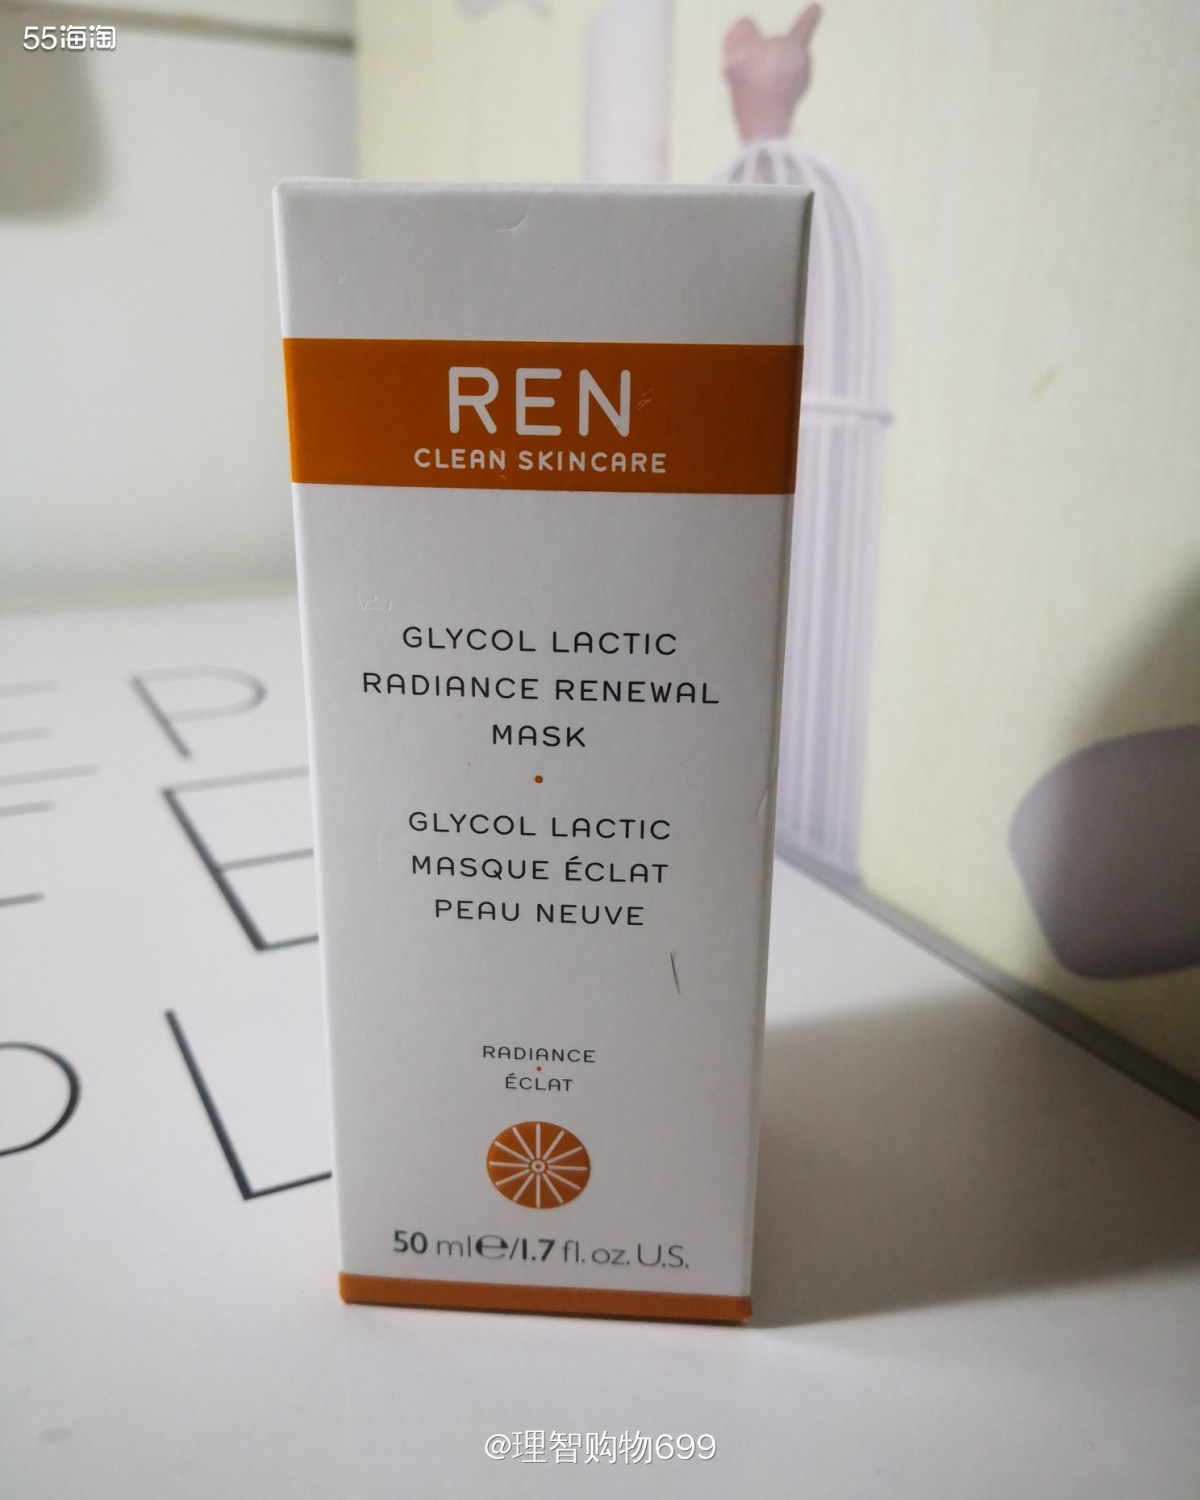 55海淘
REN
CLEAN SKINCARE
GLYCOL LACTIC
RADIANCE RENEWAL
MASK
GLYCOL LACTIC
MASQUE ÉCLAT
PEAU NEUVE
RADIANCE
ÉCLAT
50 ml℮/1.7 fl. oz. U.S.
@理智购物699